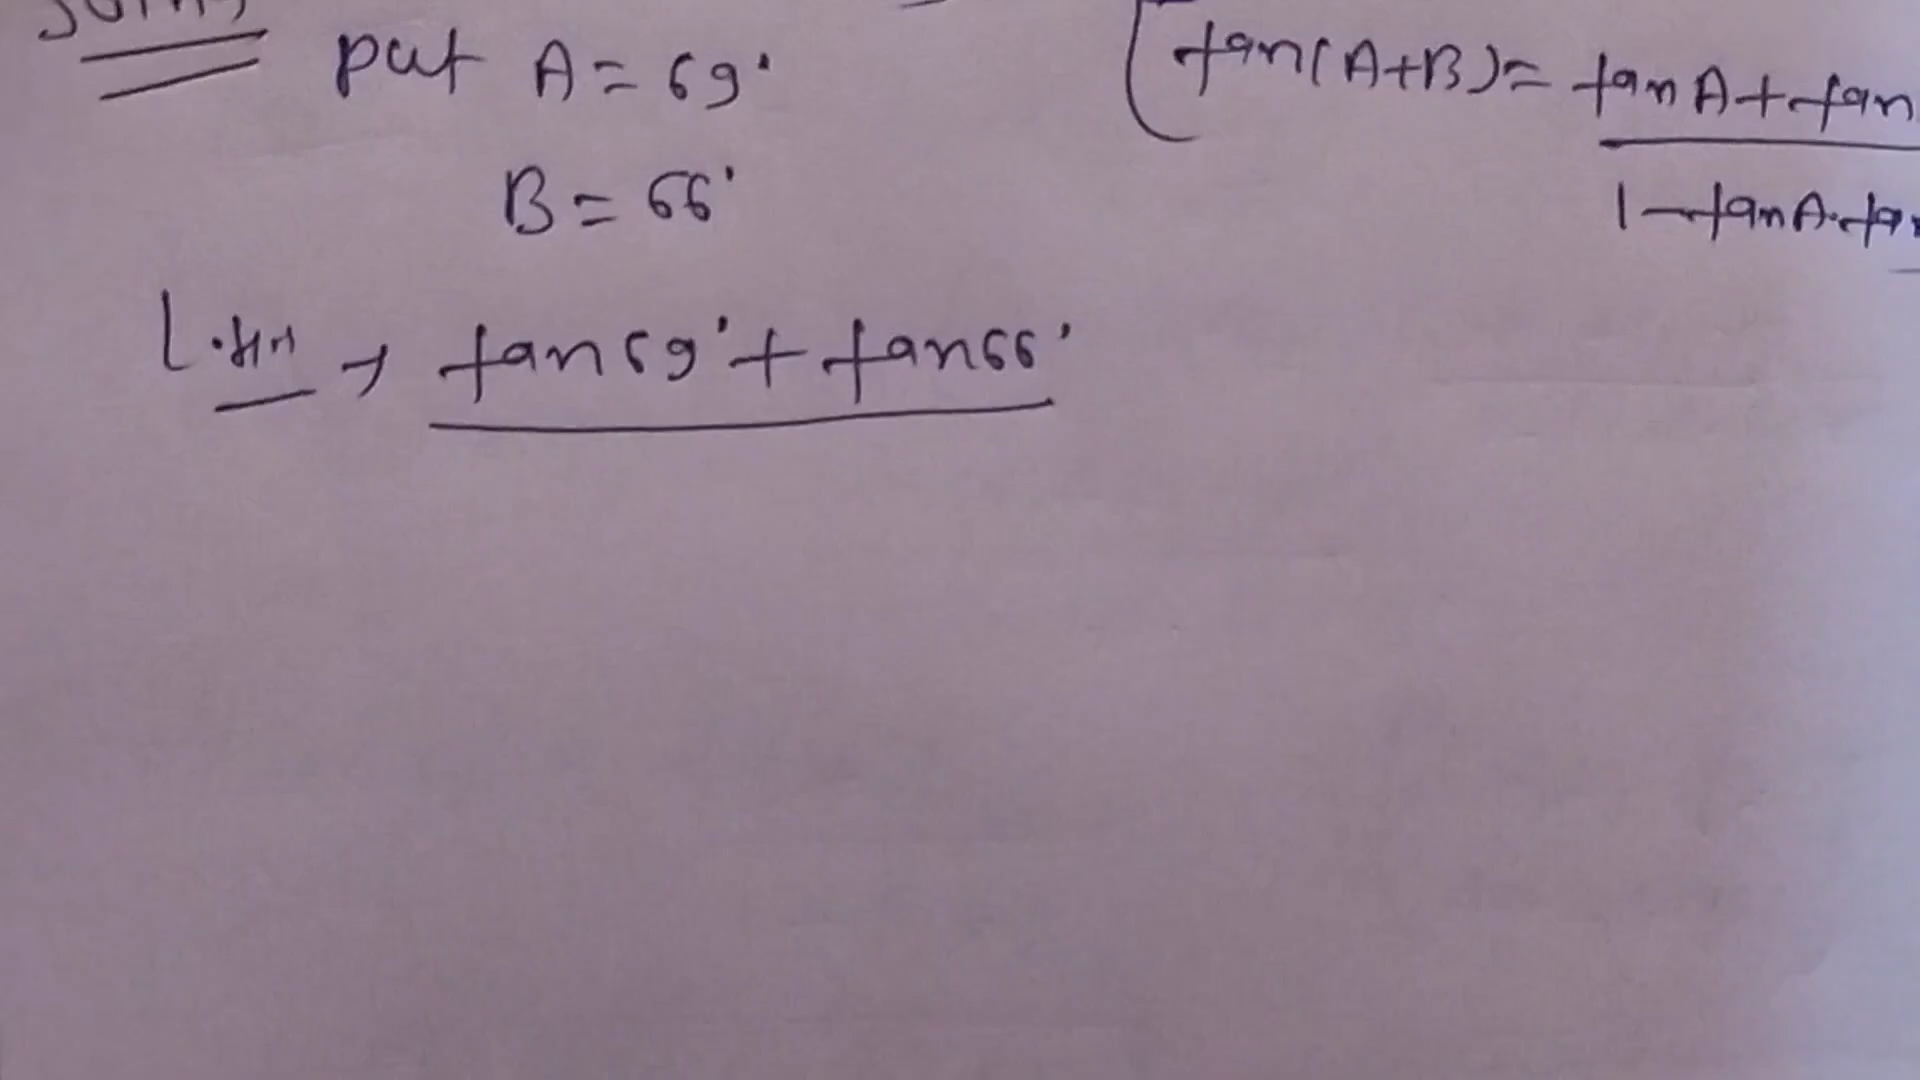 put A = 69°
B = 66°
tan(A+B) = tanA + tan
1 - tanA. ta
L.H → tan69° + tan66°